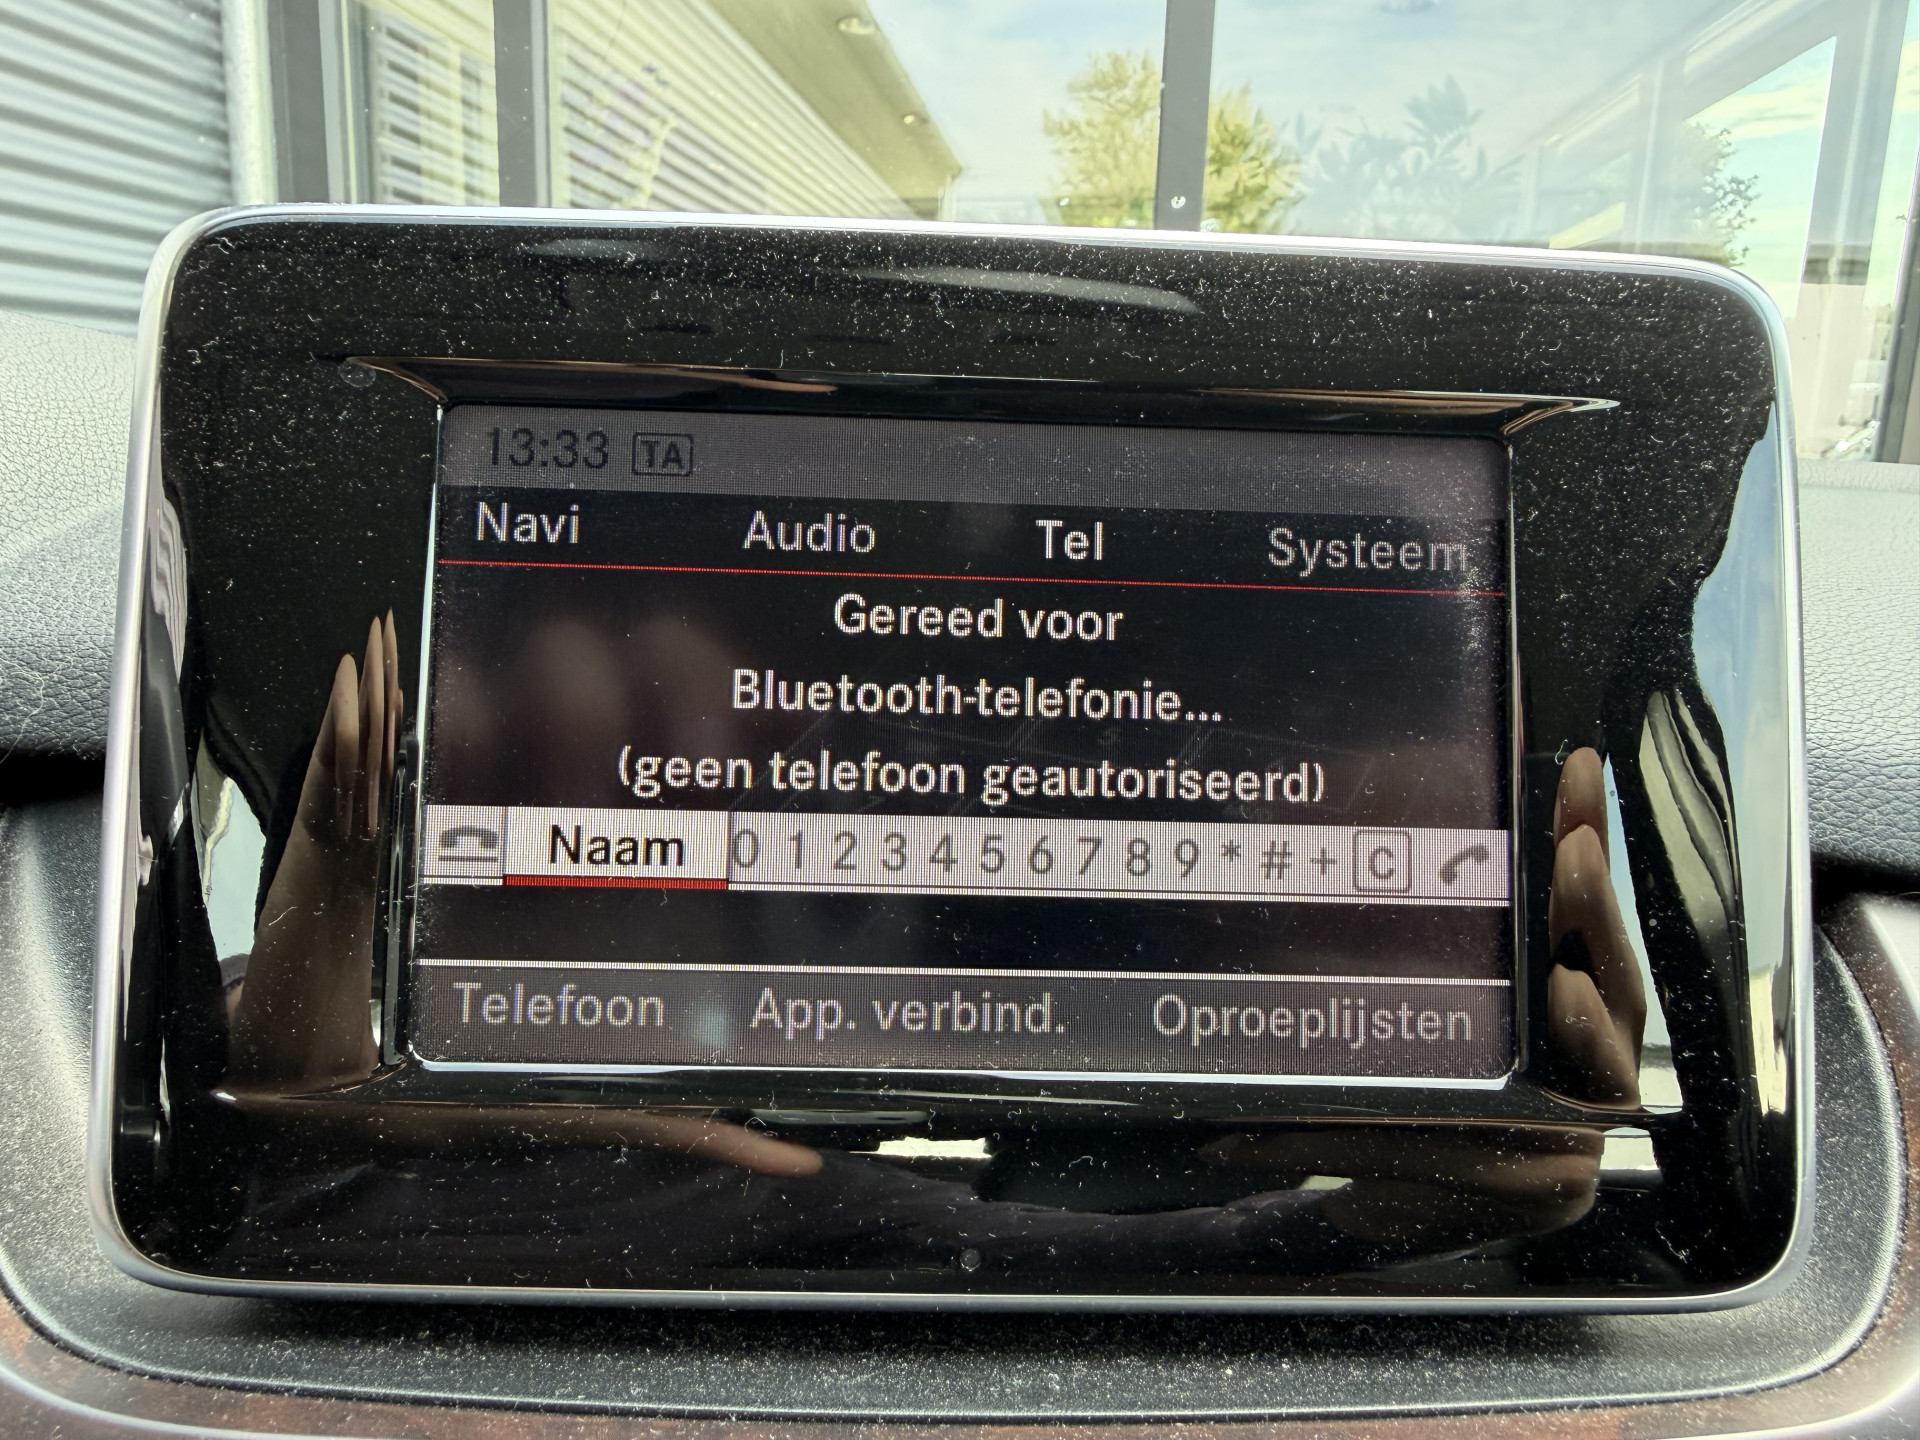 13:33 TA
Navi Audio Tel Systeem
Gereed voor
Bluetooth-telefonie...
(geen telefoon geautoriseerd)
Naam 0 1 2 3 4 5 6 7 8 9 * # + C
Telefoon App. verbind. Oproeplijsten